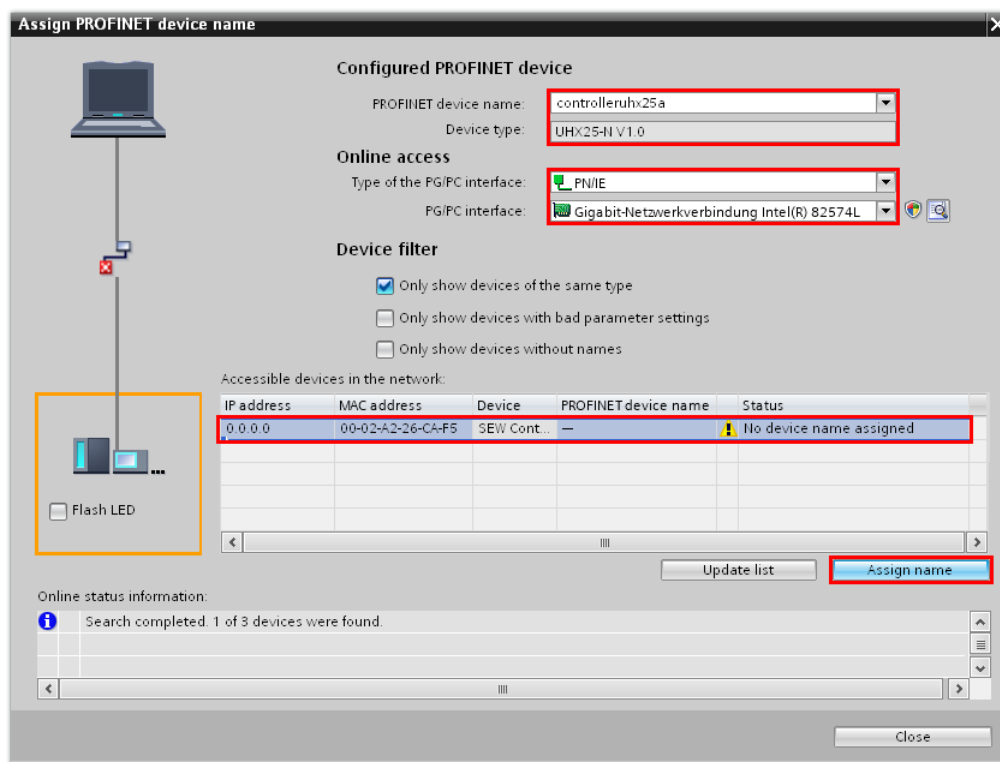 Assign PROFINET device name
Configured PROFINET device
PROFINET device name: controlleruhx25a
Device type: UHX25-N V1.0
Online access
Type of the PG/PC interface: PN/IE
PG/PC interface: Gigabit-Netzwerkverbindung Intel(R) 82574L
Device filter
Only show devices of the same type
Only show devices with bad parameter settings
Only show devices without names
Accessible devices in the network:
IP address MAC address Device PROFINET device name Status
0.0.0.0 00-02-A2-26-CA-F5 SEW Cont... — No device name assigned
Flash LED
Update list Assign name
Online status information:
Search completed. 1 of 3 devices were found.
Close